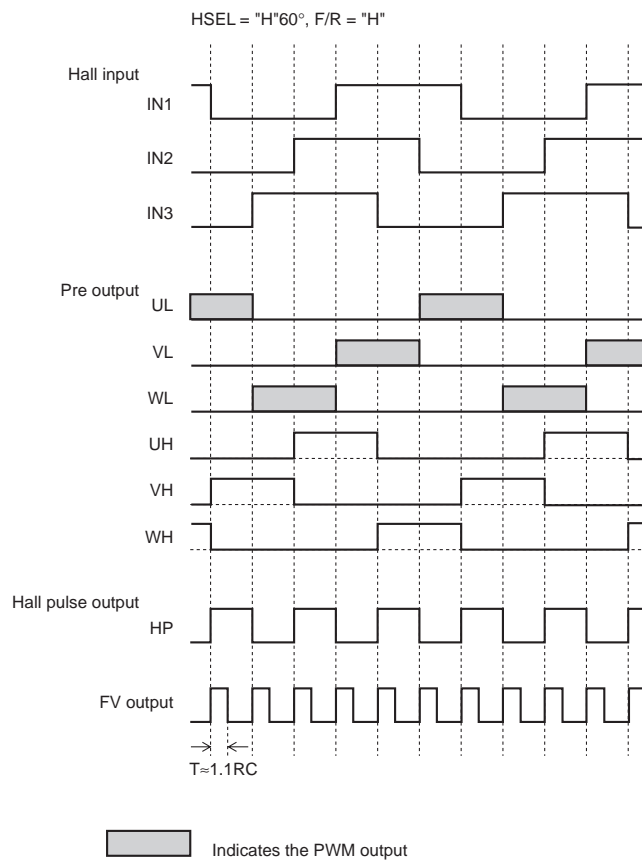 HSEL = "H"60°, F/R = "H"
Hall input
IN1
IN2
IN3
Pre output
UL
VL
WL
UH
VH
WH
Hall pulse output
HP
FV output
T≈1.1RC
Indicates the PWM output